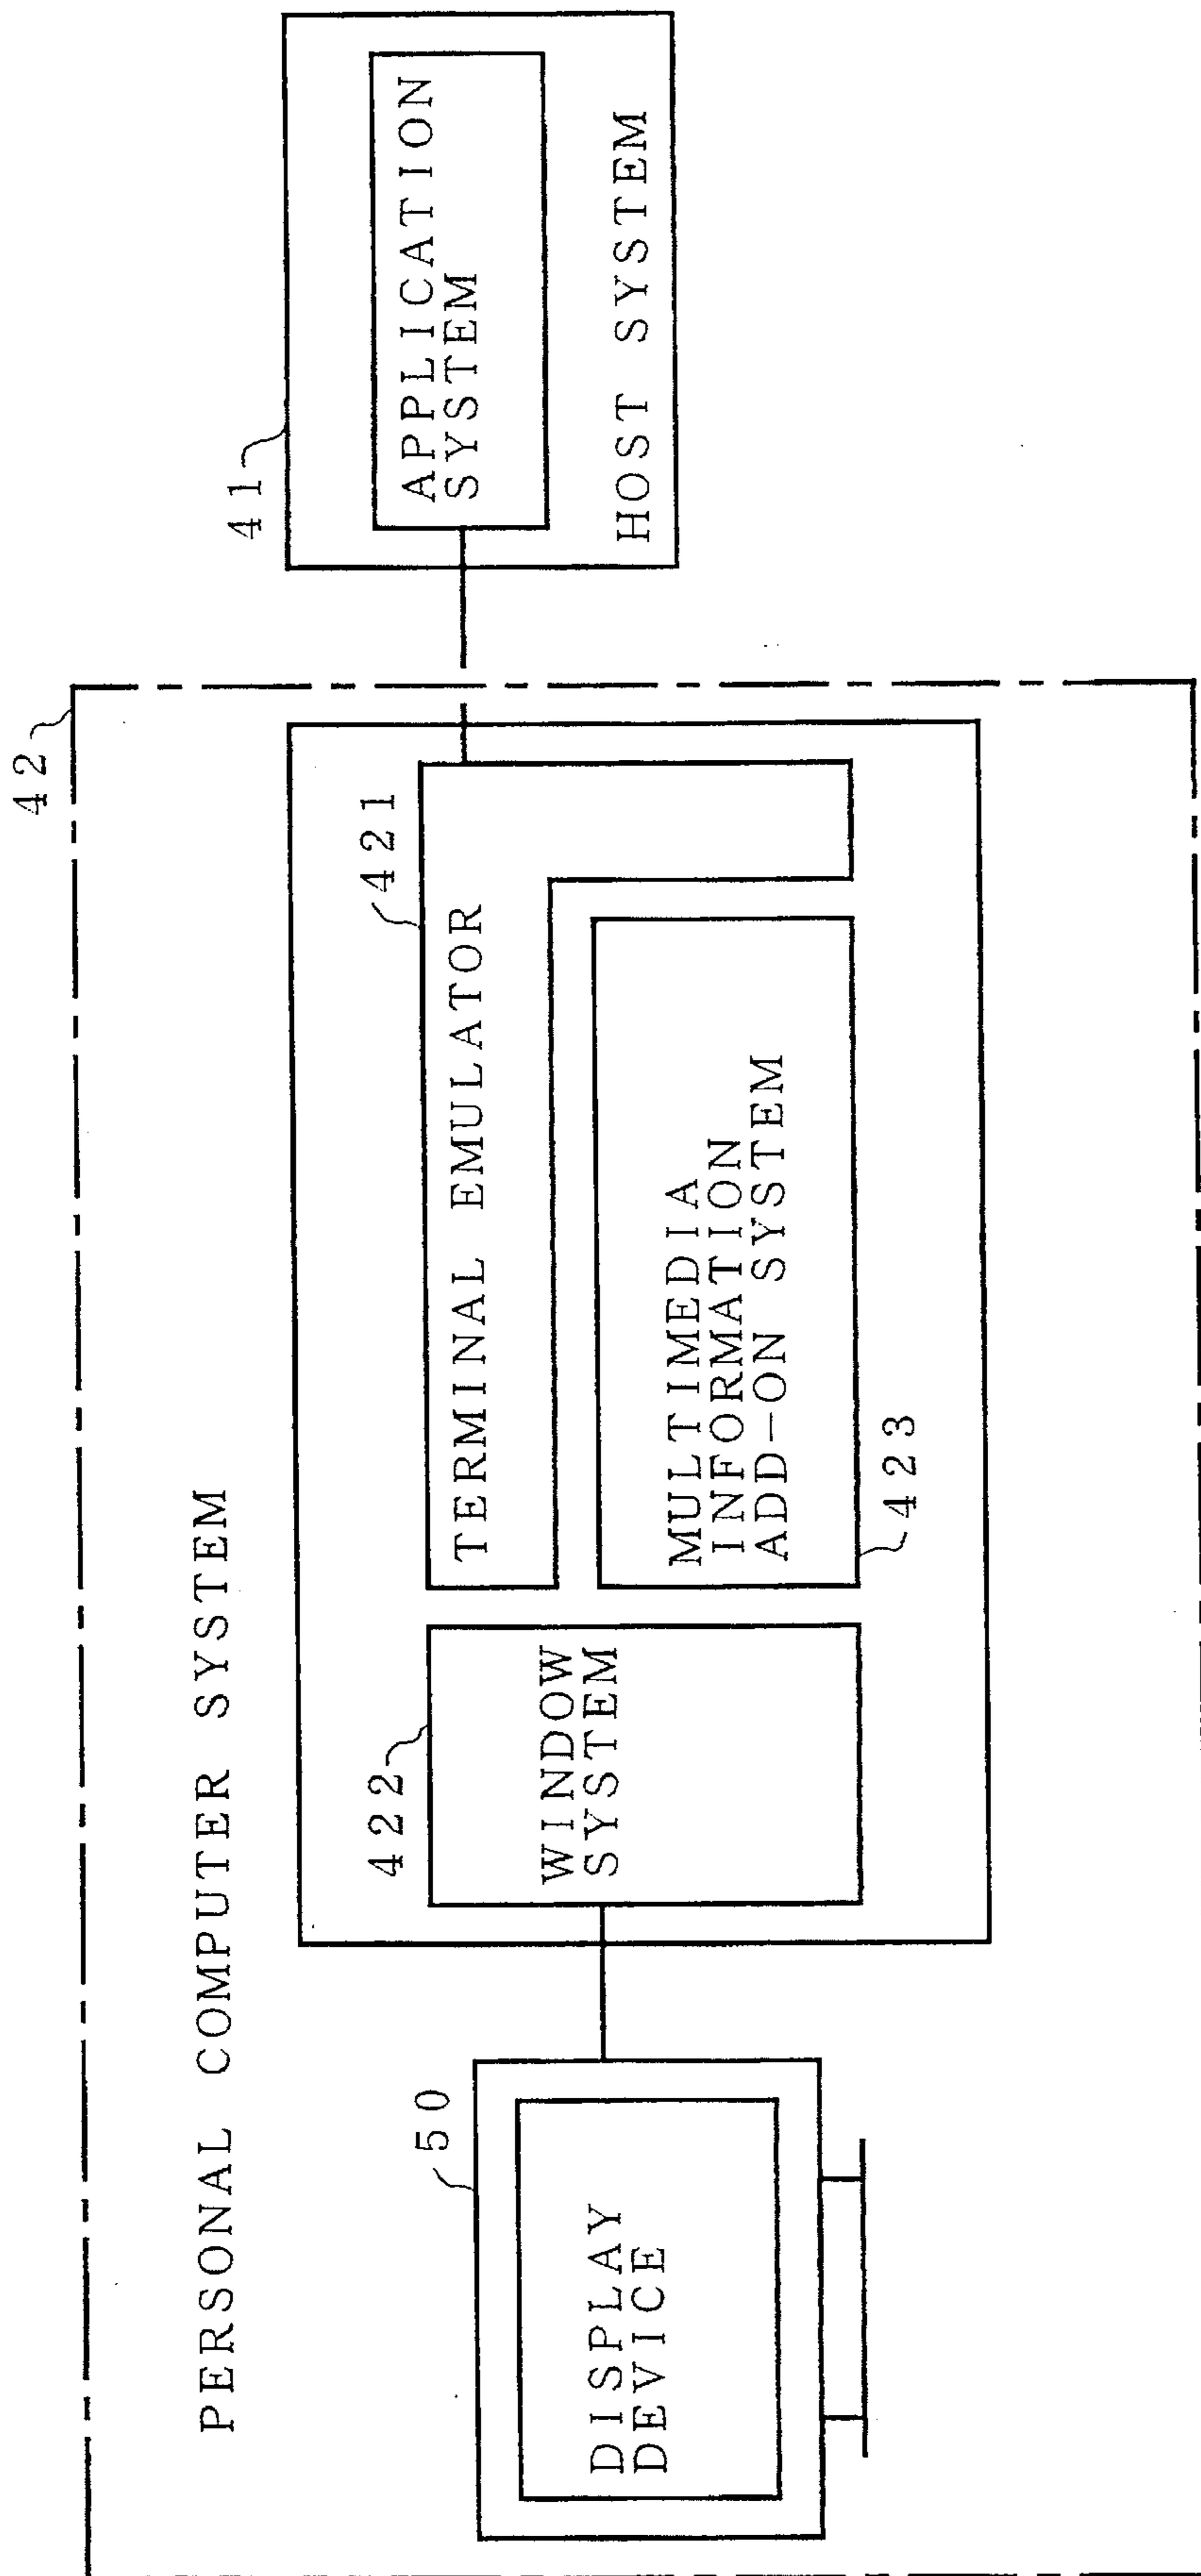 PERSONAL COMPUTER SYSTEM
42
41
50
DISPLAY
DEVICE
422
WINDOW
SYSTEM
421
TERMINAL EMULATOR
MULTIMEDIA
INFORMATION
ADD-ON SYSTEM
423
APPLICATION
SYSTEM
HOST SYSTEM